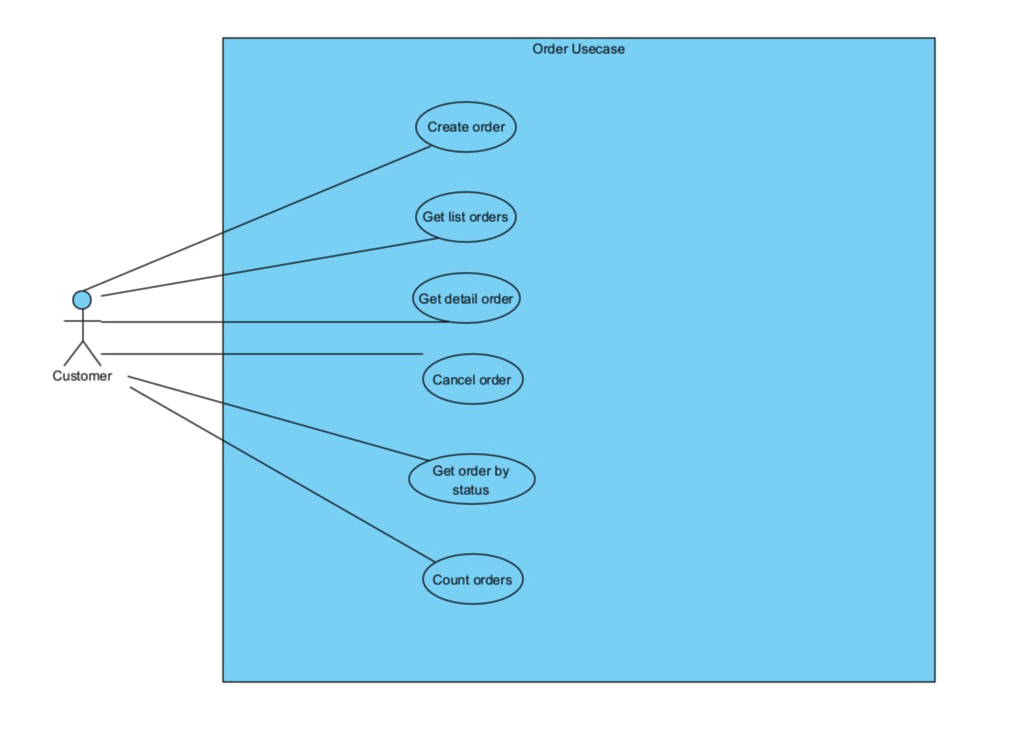 Order Usecase
Create order
Get list orders
Get detail order
Customer
Cancel order
Get order by
status
Count orders